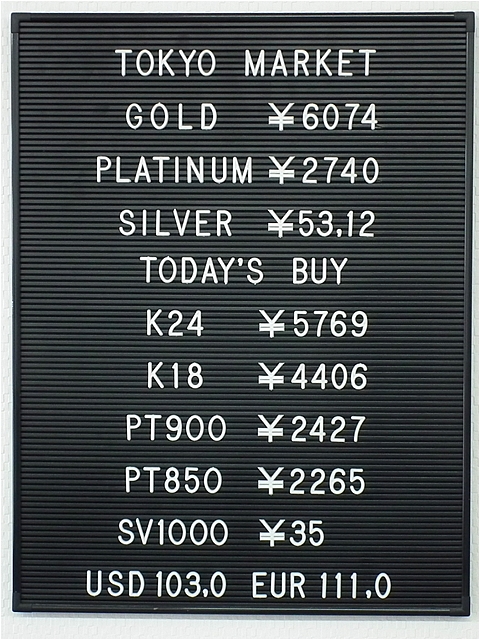 TOKYO MARKET
GOLD ¥6074
PLATINUM ¥2740
SILVER ¥53,12
TODAY'S BUY
K24 ¥5769
K18 ¥4406
PT900 ¥2427
PT850 ¥2265
SV1000 ¥35
USD 103,0 EUR 111,0